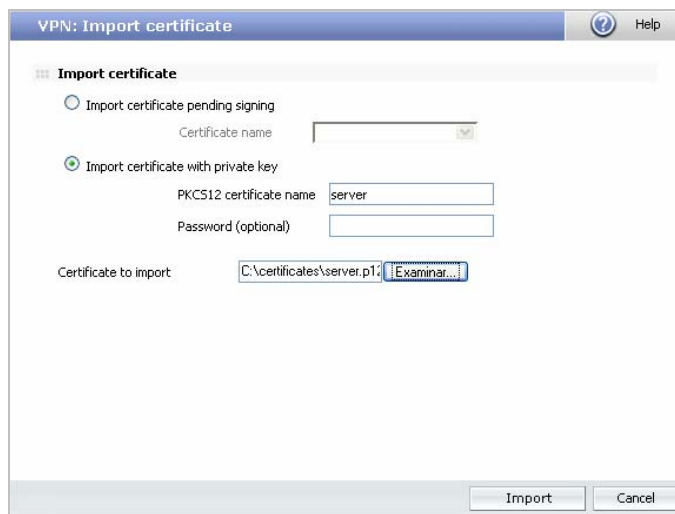 VPN: Import certificate
? Help
Import certificate
Import certificate pending signing
Certificate name
Import certificate with private key
PKCS12 certificate name server
Password (optional)
Certificate to import C:\certificates\server.p12 Examinar...
Import Cancel